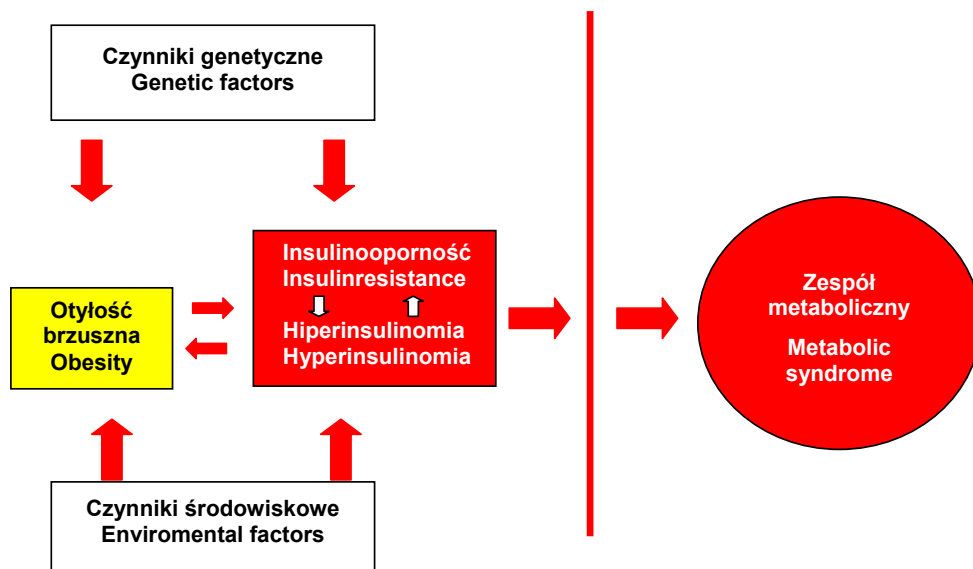 Czynniki genetyczne
Genetic factors
Insulinooporność
Insulinresistance
Hiperinsulinomia
Hyperinsulinomia
Otyłość
brzuszna
Obesity
Zespół
metaboliczny
Metabolic
syndrome
Czynniki środowiskowe
Enviromental factors